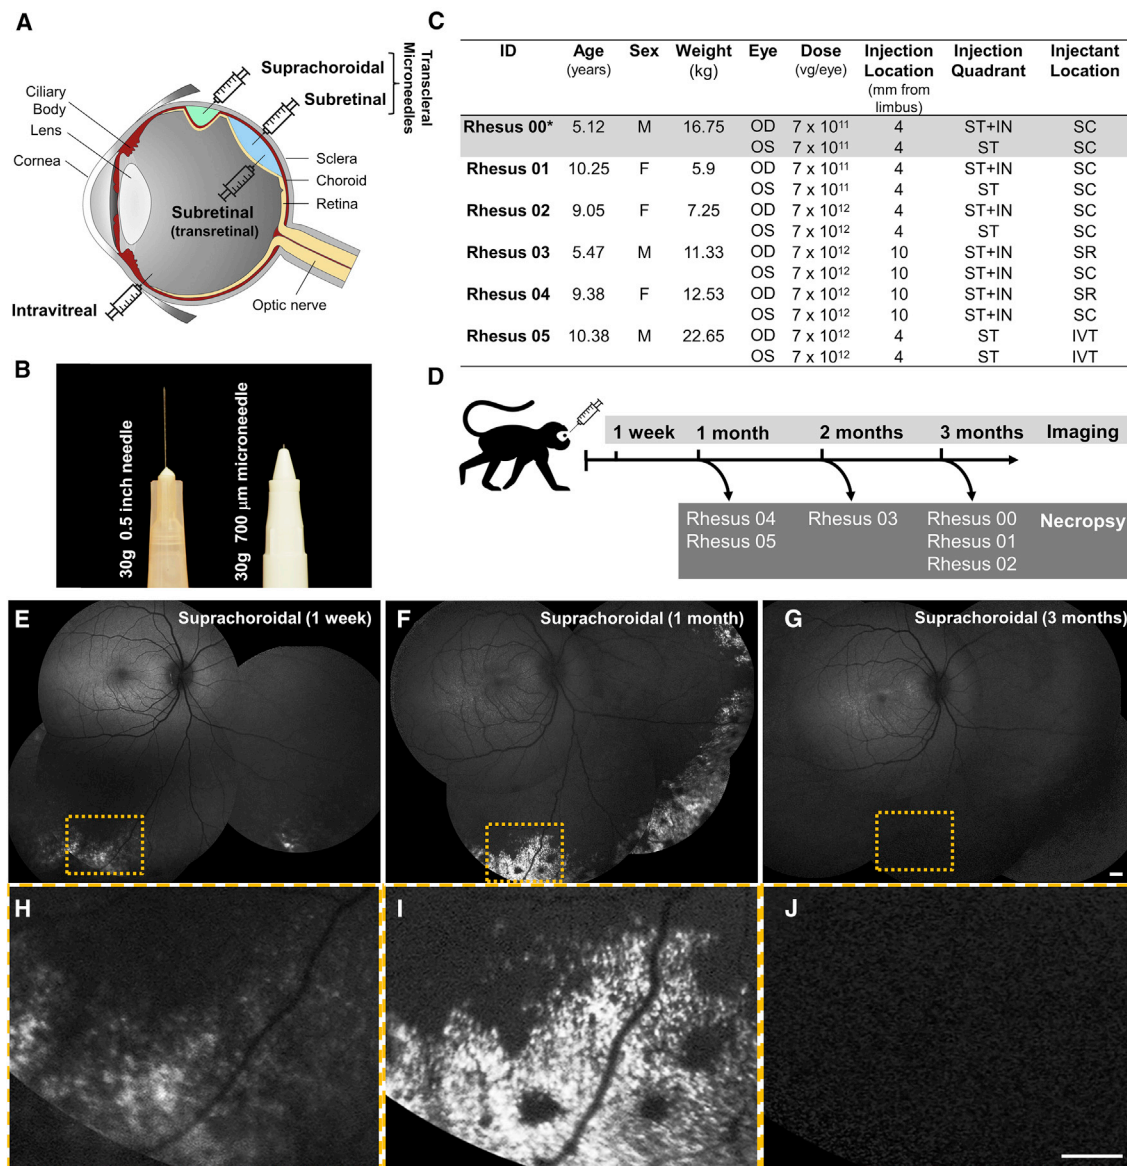 A
Suprachoroidal
Subretinal
Transcleral
Microneedles
Ciliary
Body
Lens
Cornea
Sclera
Choroid
Retina
Subretinal
(transretinal)
Intravitreal
Optic nerve
B
30g 0.5 inch needle
30g 700 µm microneedle
C
ID Age Sex Weight Eye Dose Injection Injection Injectant
(years) (kg) (vg/eye) Location Quadrant Location
(mm from
limbus)
Rhesus 00* 5.12 M 16.75 OD 7 x 10¹¹ 4 ST+IN SC
OS 7 x 10¹¹ 4 ST SC
Rhesus 01 10.25 F 5.9 OD 7 x 10¹¹ 4 ST+IN SC
OS 7 x 10¹¹ 4 ST SC
Rhesus 02 9.05 F 7.25 OD 7 x 10¹² 4 ST+IN SC
OS 7 x 10¹² 4 ST SC
Rhesus 03 5.47 M 11.33 OD 7 x 10¹² 10 ST+IN SR
OS 7 x 10¹² 10 ST+IN SC
Rhesus 04 9.38 F 12.53 OD 7 x 10¹² 10 ST+IN SR
OS 7 x 10¹² 10 ST+IN SC
Rhesus 05 10.38 M 22.65 OD 7 x 10¹² 4 ST IVT
OS 7 x 10¹² 4 ST IVT
D
1 week 1 month 2 months 3 months Imaging
Rhesus 04 Rhesus 03 Rhesus 00 Necropsy
Rhesus 05 Rhesus 01
Rhesus 02
E Suprachoroidal (1 week)
F Suprachoroidal (1 month)
G Suprachoroidal (3 months)
H
I
J